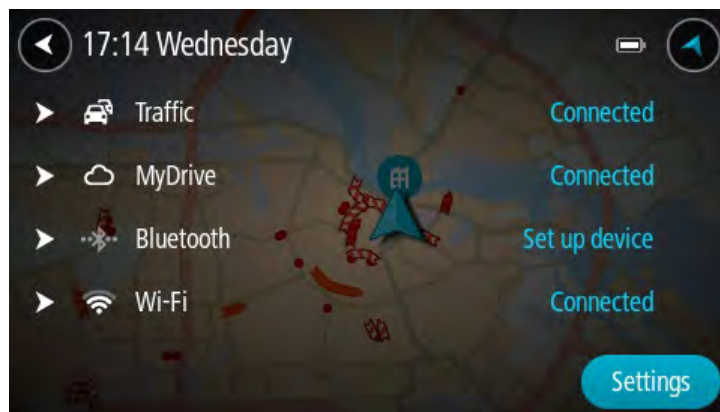 17:14 Wednesday
Traffic Connected
MyDrive Connected
Bluetooth Set up device
Wi-Fi Connected
Settings